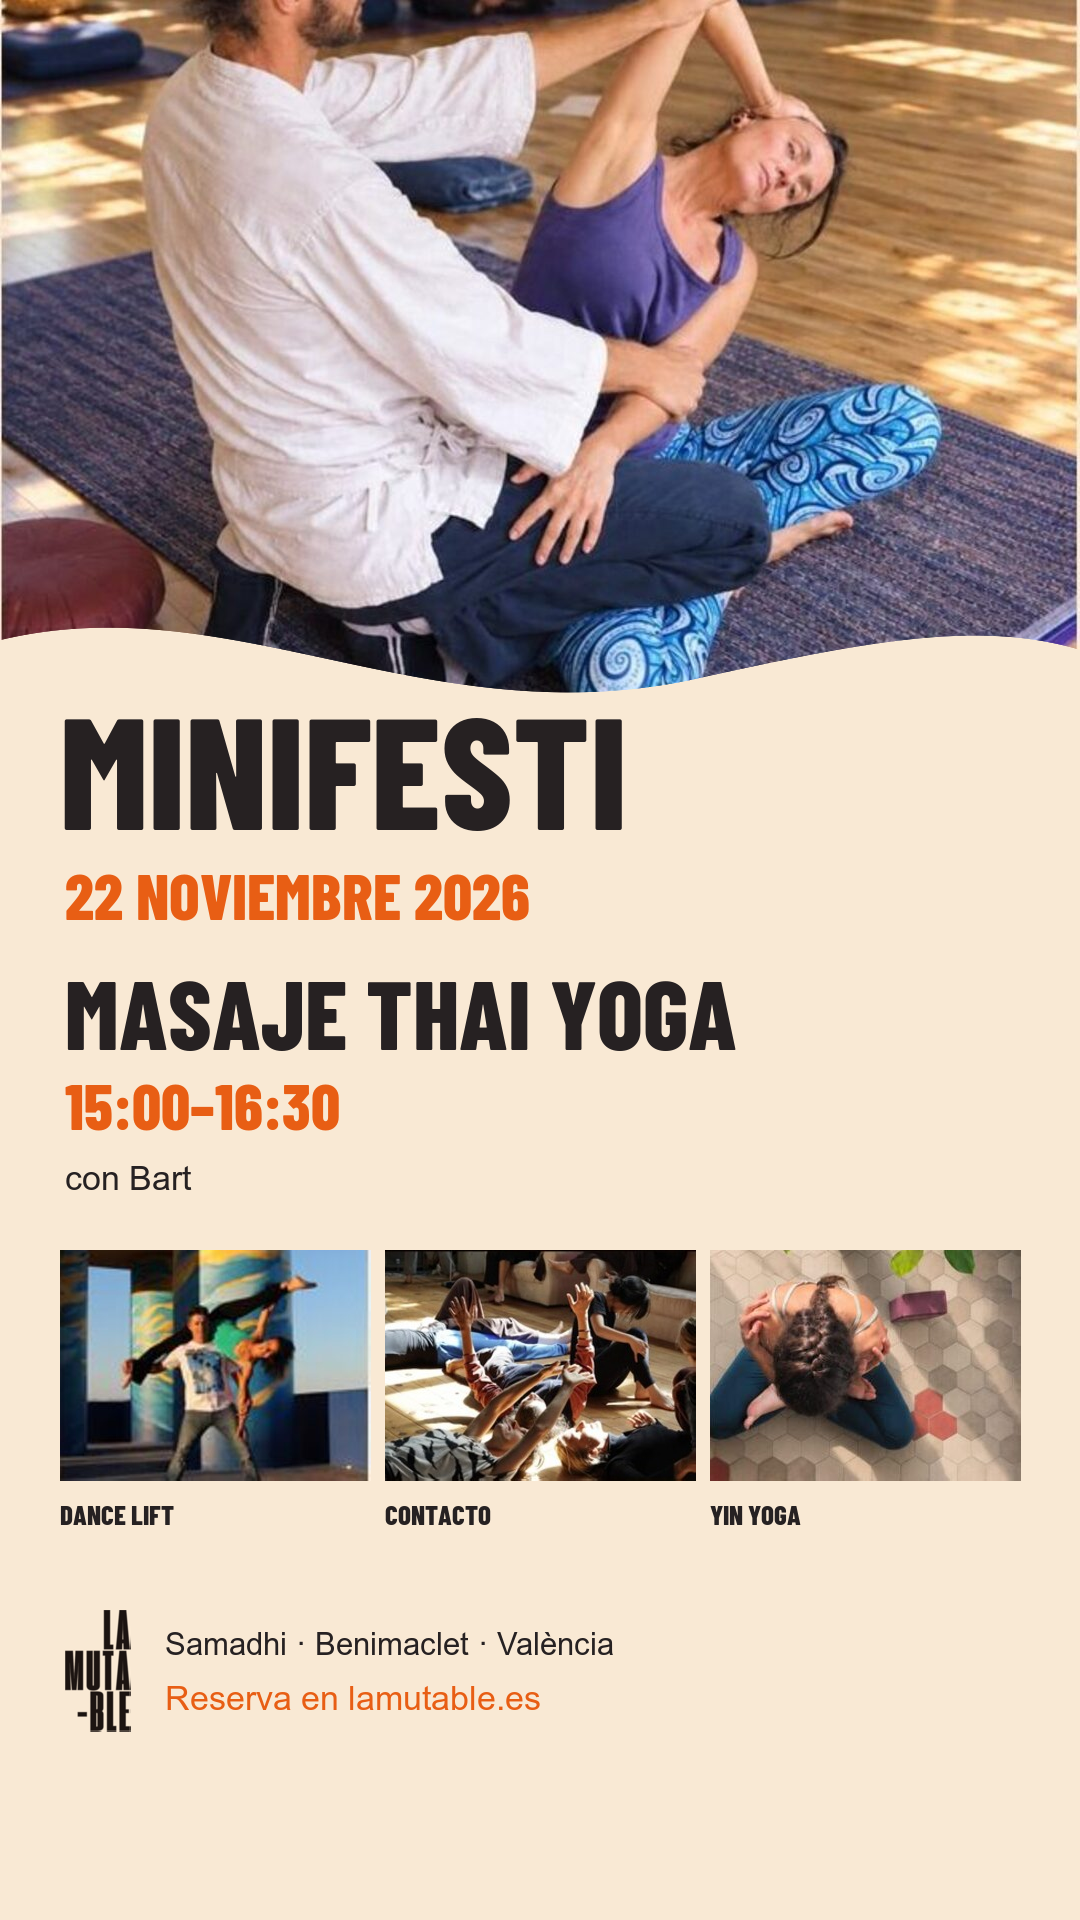 MINIFESTI
22 NOVIEMBRE 2026
MASAJE THAI YOGA
15:00–16:30
con Bart
DANCE LIFT
CONTACTO
YIN YOGA
LA
MUTA
-BLE
Samadhi · Benimaclet · València
Reserva en lamutable.es